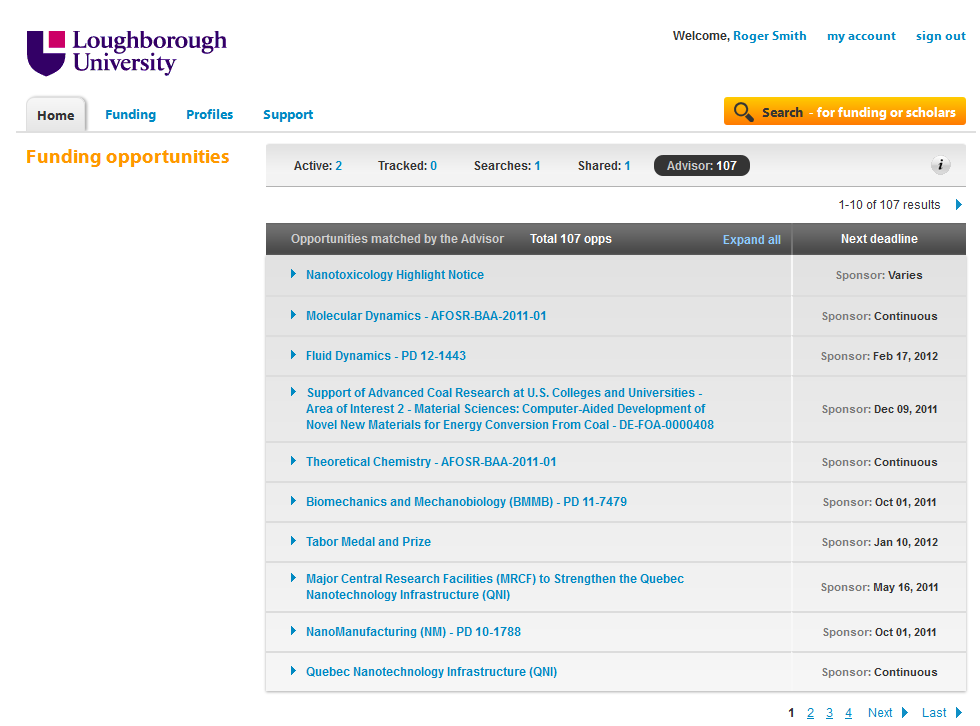 Loughborough
University
Welcome, Roger Smith my account sign out
Home Funding Profiles Support
Search - for funding or scholars
Funding opportunities
Active: 2 Tracked: 0 Searches: 1 Shared: 1 Advisor: 107 i
1-10 of 107 results
Opportunities matched by the Advisor Total 107 opps Expand all Next deadline
Nanotoxicology Highlight Notice Sponsor: Varies
Molecular Dynamics - AFOSR-BAA-2011-01 Sponsor: Continuous
Fluid Dynamics - PD 12-1443 Sponsor: Feb 17, 2012
Support of Advanced Coal Research at U.S. Colleges and Universities -
Area of Interest 2 - Material Sciences: Computer-Aided Development of Sponsor: Dec 09, 2011
Novel New Materials for Energy Conversion From Coal - DE-FOA-0000408
Theoretical Chemistry - AFOSR-BAA-2011-01 Sponsor: Continuous
Biomechanics and Mechanobiology (BMMB) - PD 11-7479 Sponsor: Oct 01, 2011
Tabor Medal and Prize Sponsor: Jan 10, 2012
Major Central Research Facilities (MRCF) to Strengthen the Quebec
Nanotechnology Infrastructure (QNI) Sponsor: May 16, 2011
NanoManufacturing (NM) - PD 10-1788 Sponsor: Oct 01, 2011
Quebec Nanotechnology Infrastructure (QNI) Sponsor: Continuous
1 2 3 4 Next Last